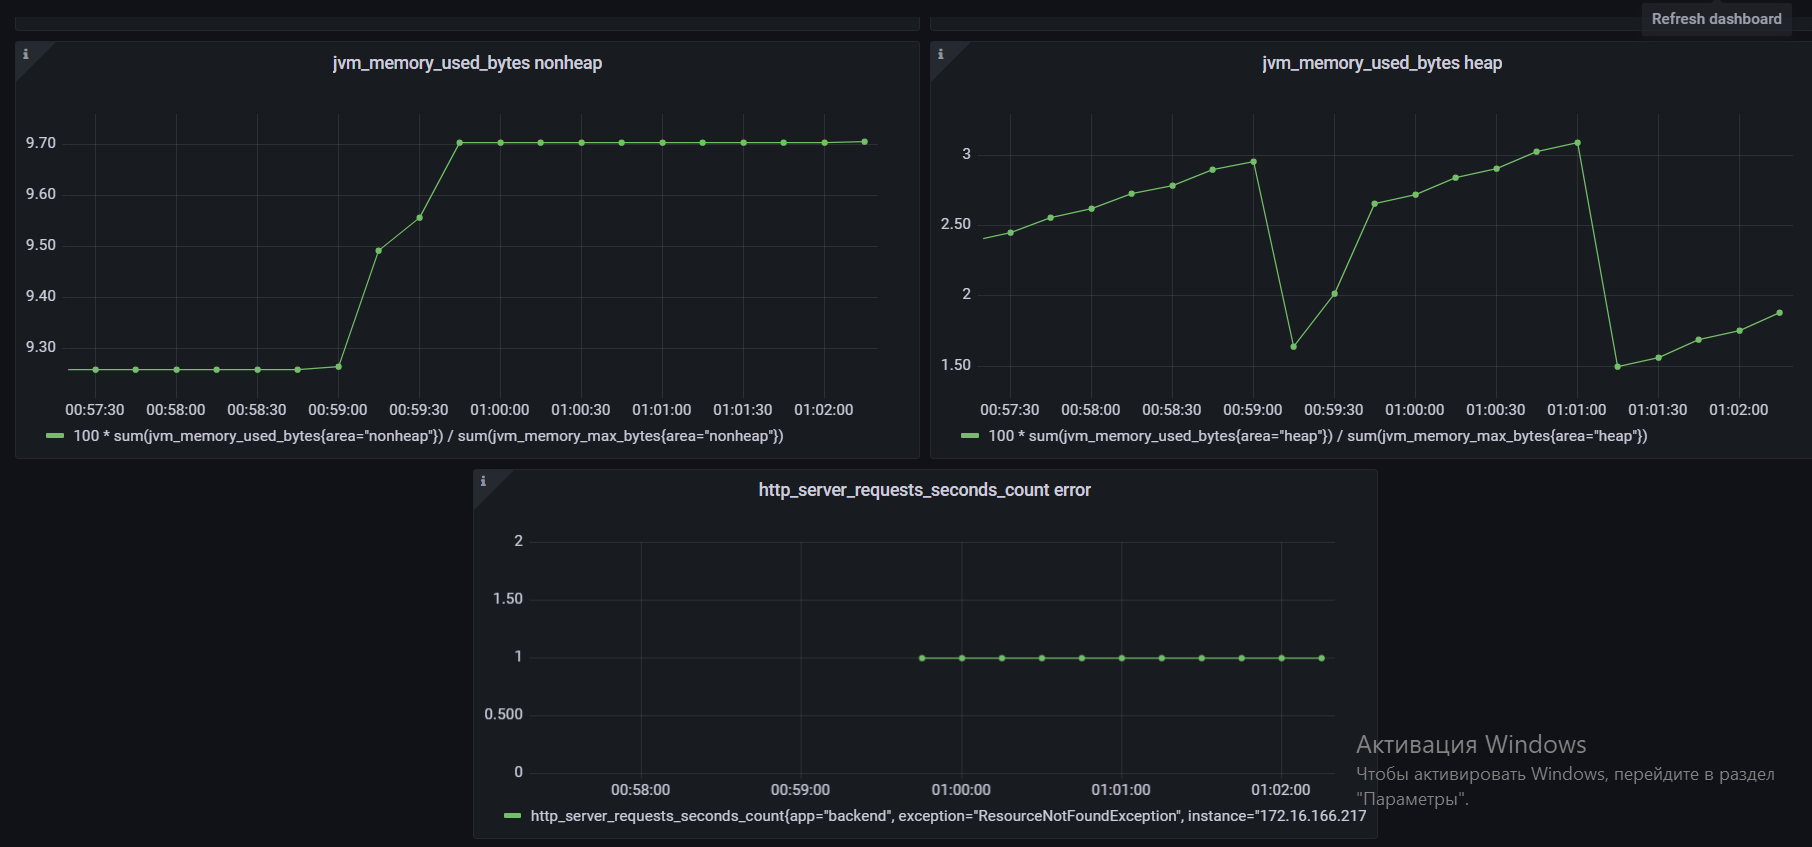 Refresh dashboard
jvm_memory_used_bytes nonheap
9.70
9.60
9.50
9.40
9.30
00:57:30 00:58:00 00:58:30 00:59:00 00:59:30 01:00:00 01:00:30 01:01:00 01:01:30 01:02:00
100 * sum(jvm_memory_used_bytes{area="nonheap"}) / sum(jvm_memory_max_bytes{area="nonheap"})
jvm_memory_used_bytes heap
3
2.50
2
1.50
00:57:30 00:58:00 00:58:30 00:59:00 00:59:30 01:00:00 01:00:30 01:01:00 01:01:30 01:02:00
100 * sum(jvm_memory_used_bytes{area="heap"}) / sum(jvm_memory_max_bytes{area="heap"})
http_server_requests_seconds_count error
2
1.50
1
0.500
0
00:58:00 00:59:00 01:00:00 01:01:00 01:02:00
http_server_requests_seconds_count{app="backend", exception="ResourceNotFoundException", instance="172.16.166.217
Активация Windows
Чтобы активировать Windows, перейдите в раздел
"Параметры".